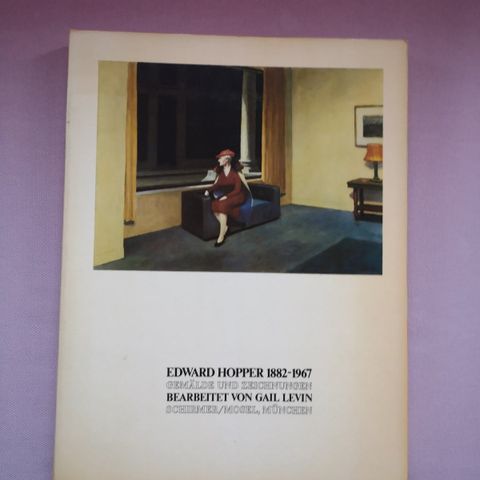 EDWARD HOPPER 1882-1967
GEMÄLDE UND ZEICHNUNGEN
BEARBEITET VON GAIL LEVIN
SCHIRMER/MOSEL, MÜNCHEN